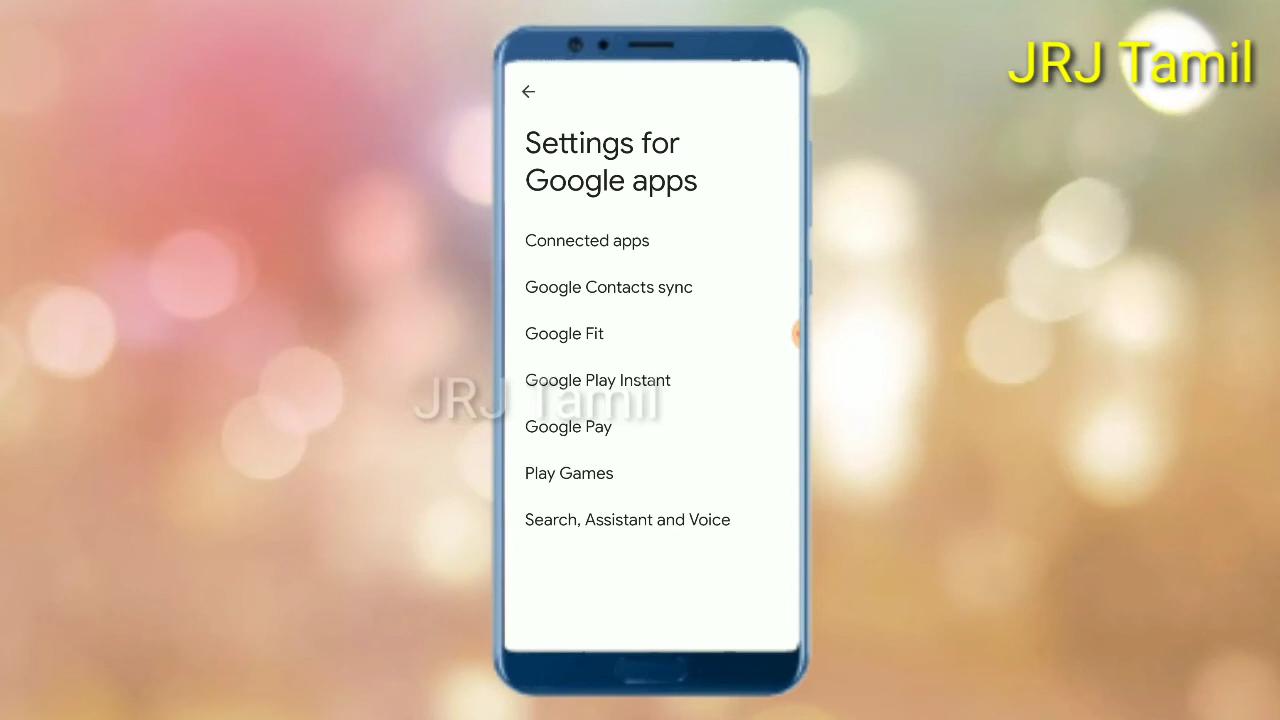 JRJ Tamil
Settings for
Google apps
Connected apps
Google Contacts sync
Google Fit
Google Play Instant
JRJ Tamil
Google Pay
Play Games
Search, Assistant and Voice